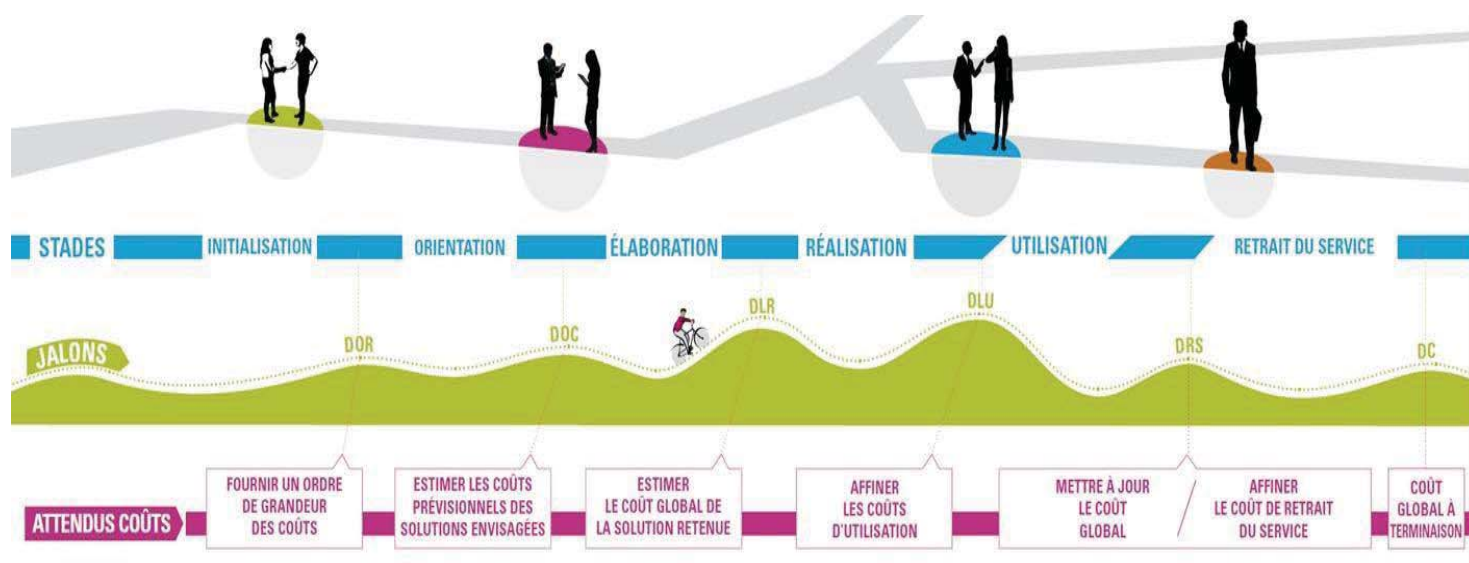 STADES
INITIALISATION
ORIENTATION
ÉLABORATION
RÉALISATION
UTILISATION
RETRAIT DU SERVICE
JALONS
DOR
DOC
DLR
DLU
DRS
DC
ATTENDUS COÛTS
FOURNIR UN ORDRE
DE GRANDEUR
DES COÛTS
ESTIMER LES COÛTS
PRÉVISIONNELS DES
SOLUTIONS ENVISAGÉES
ESTIMER
LE COÛT GLOBAL DE
LA SOLUTION RETENUE
AFFINER
LES COÛTS
D'UTILISATION
METTRE À JOUR
LE COÛT
GLOBAL
/
AFFINER
LE COÛT DE RETRAIT
DU SERVICE
COÛT
GLOBAL À
TERMINAISON